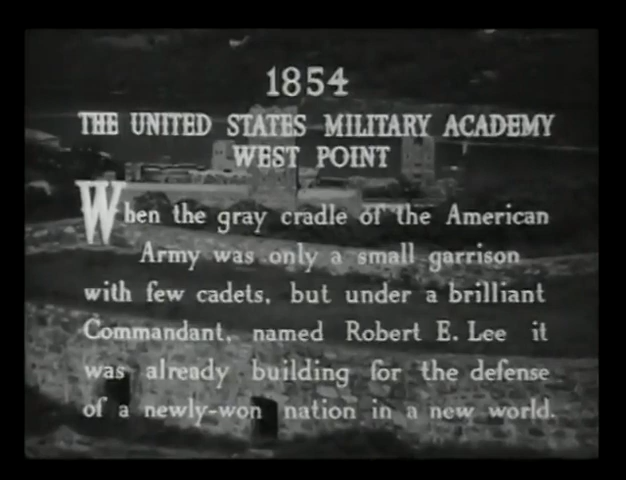 1854
THE UNITED STATES MILITARY ACADEMY
WEST POINT
When the gray cradle of the American
Army was only a small garrison
with few cadets, but under a brilliant
Commandant, named Robert E. Lee it
was already building for the defense
of a newly-won nation in a new world.